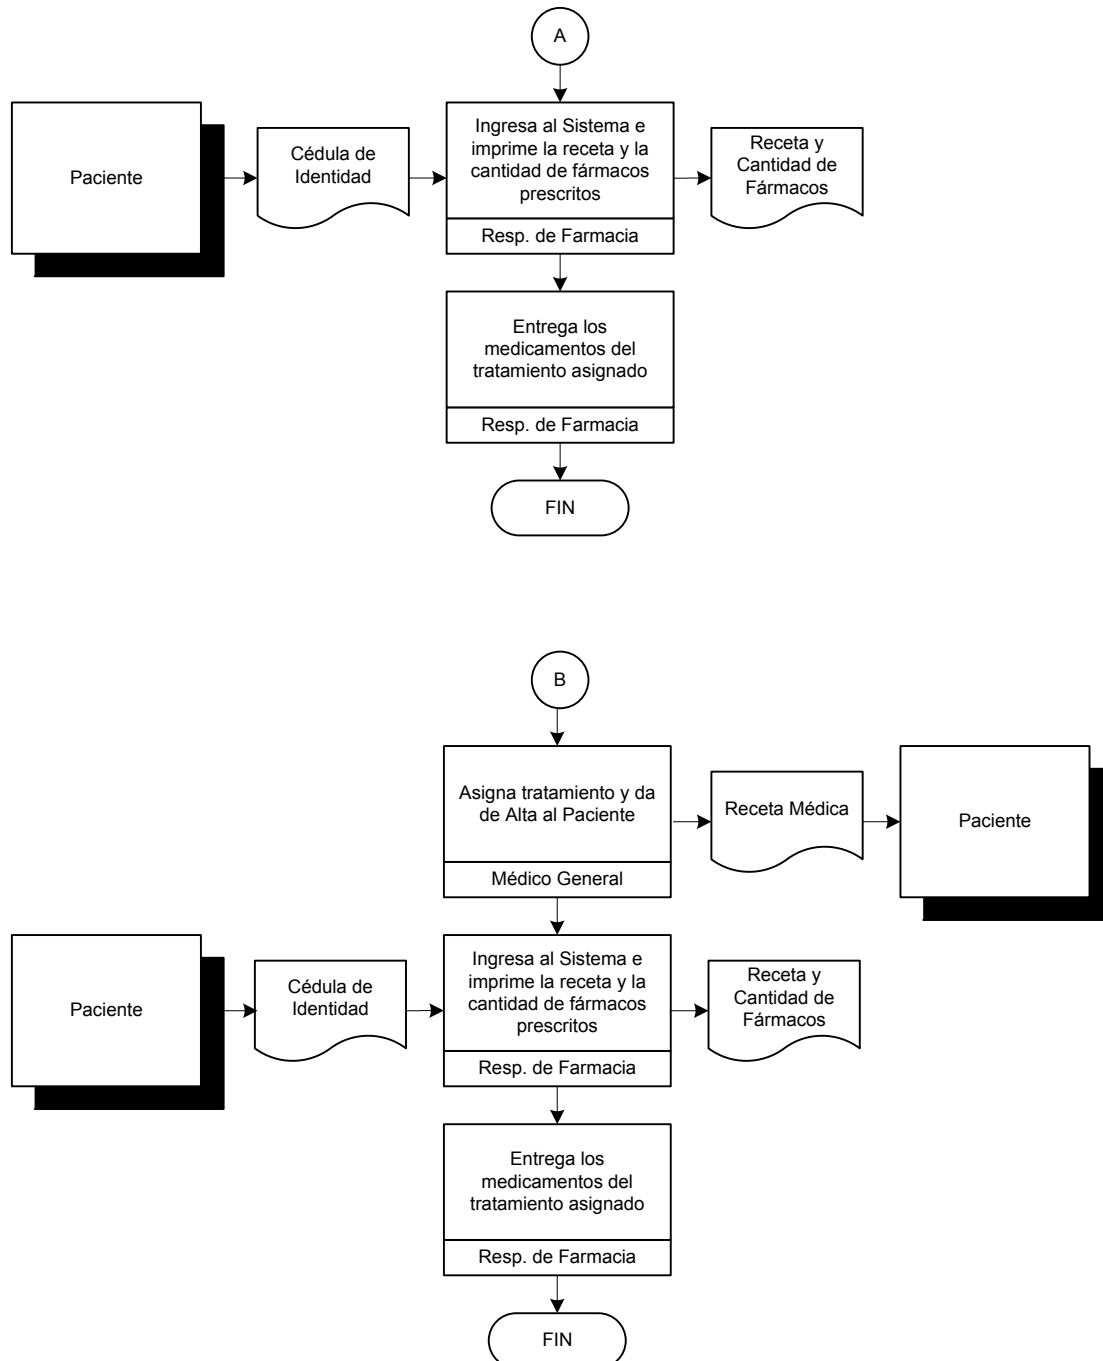 A
Paciente
Cédula de
Identidad
Ingresa al Sistema e
imprime la receta y la
cantidad de fármacos
prescritos
Resp. de Farmacia
Receta y
Cantidad de
Fármacos
Entrega los
medicamentos del
tratamiento asignado
Resp. de Farmacia
FIN
B
Asigna tratamiento y da
de Alta al Paciente
Médico General
Receta Médica
Paciente
Paciente
Cédula de
Identidad
Ingresa al Sistema e
imprime la receta y la
cantidad de fármacos
prescritos
Resp. de Farmacia
Receta y
Cantidad de
Fármacos
Entrega los
medicamentos del
tratamiento asignado
Resp. de Farmacia
FIN